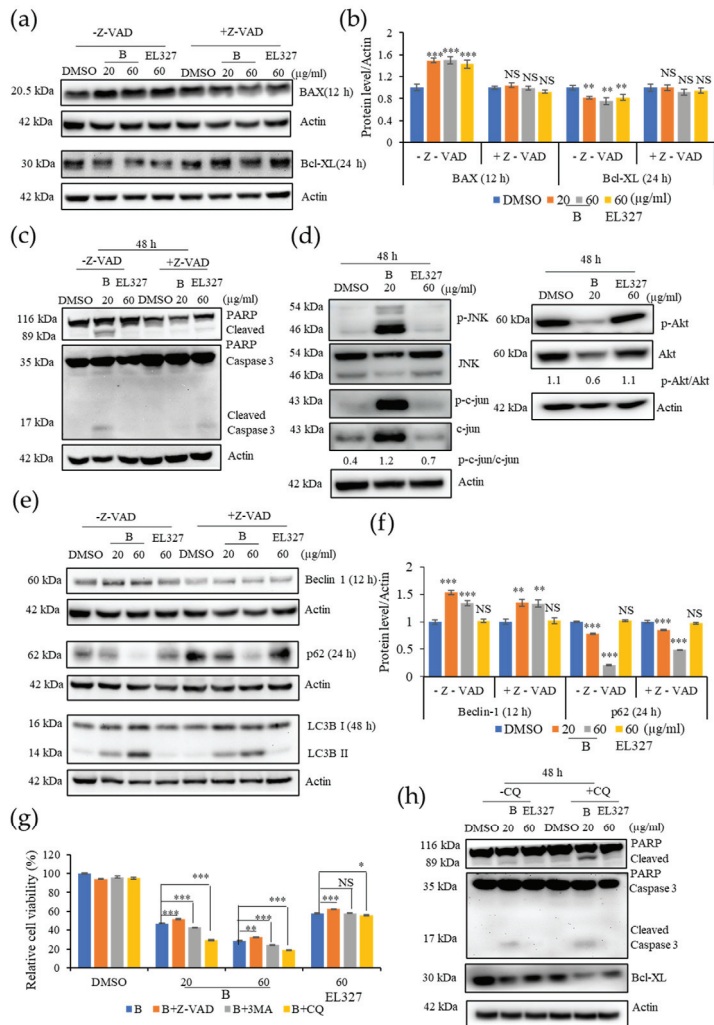 (a)
-Z-VAD +Z-VAD
B EL327 B EL327
DMSO 20 60 60 DMSO 20 60 60 (µg/ml)
20.5 kDa BAX(12 h)
42 kDa Actin
30 kDa Bcl-XL(24 h)
42 kDa Actin
(b)
Protein level/Actin
2
1.6
1.2
0.8
0.4
0
*** *** *** NS NS NS ** ** ** NS NS NS
- Z - VAD + Z - VAD - Z - VAD + Z - VAD
BAX (12 h) Bcl-XL (24 h)
DMSO 20 60 60 (µg/ml)
B EL327
(c)
48 h
-Z-VAD +Z-VAD
B EL327 B EL327
DMSO 20 60 DMSO 20 60 (µg/ml)
116 kDa PARP
89 kDa Cleaved
PARP
35 kDa Caspase 3
17 kDa Cleaved
Caspase 3
42 kDa Actin
(d)
48 h
B EL327
DMSO 20 60 (µg/ml)
54 kDa p-JNK
46 kDa
54 kDa JNK
46 kDa
43 kDa p-c-jun
43 kDa c-jun
0.4 1.2 0.7 p-c-jun/c-jun
42 kDa Actin
48 h
B EL327
DMSO 20 60 (µg/ml)
60 kDa p-Akt
60 kDa Akt
1.1 0.6 1.1 p-Akt/Akt
42 kDa Actin
(e)
-Z-VAD +Z-VAD
B EL327 B EL327
DMSO 20 60 60 DMSO 20 60 60 (µg/ml)
60 kDa Beclin 1 (12 h)
42 kDa Actin
62 kDa p62 (24 h)
42 kDa Actin
16 kDa LC3B I (48 h)
14 kDa LC3B II
42 kDa Actin
(f)
Protein level/Actin
2
1.5
1
0.5
0
*** *** NS ** ** NS *** *** NS *** *** NS
- Z - VAD + Z - VAD - Z - VAD + Z - VAD
Beclin-1 (12 h) p62 (24 h)
DMSO 20 60 60 (µg/ml)
B EL327
(g)
Relative cell viability (%)
120
100
80
60
40
20
0
*** *** *** ** *** *** *** NS *
DMSO 20 60 60
B EL327
B B+Z-VAD B+3MA B+CQ
(h)
48 h
-CQ +CQ
B EL327 B EL327
DMSO 20 60 DMSO 20 60 (µg/ml)
116 kDa PARP
89 kDa Cleaved
PARP
35 kDa Caspase 3
17 kDa Cleaved
Caspase 3
30 kDa Bcl-XL
42 kDa Actin